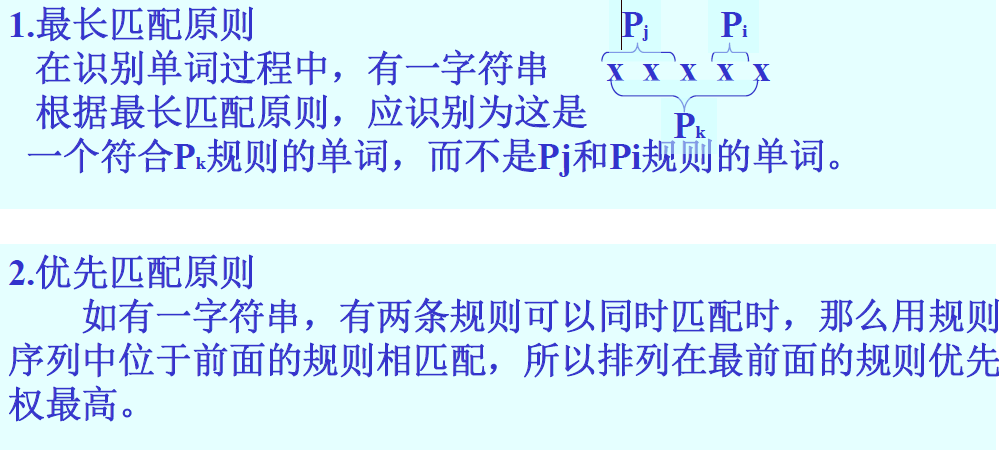 1.最长匹配原则
Pj Pi
在识别单词过程中，有一字符串 x x x x x
根据最长匹配原则，应识别为这是
Pk
一个符合Pk规则的单词，而不是Pj和Pi规则的单词。
2.优先匹配原则
如有一字符串，有两条规则可以同时匹配时，那么用规则
序列中位于前面的规则相匹配，所以排列在最前面的规则优先
权最高。